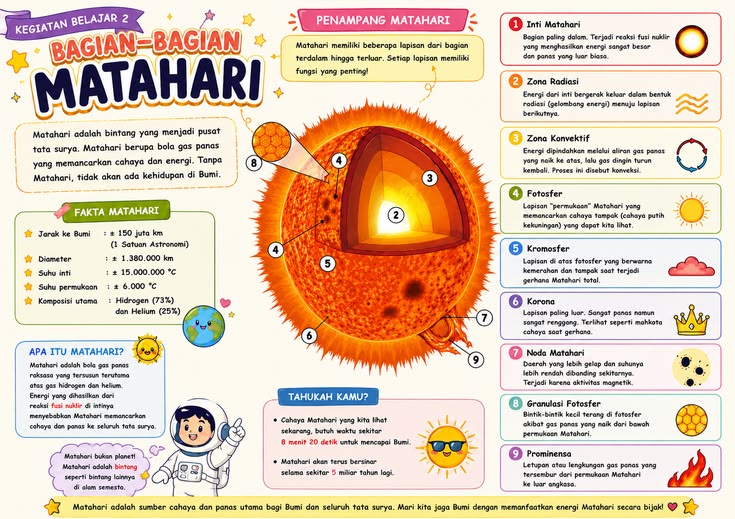 KEGIATAN BELAJAR 2
BAGIAN-BAGIAN
MATAHARI
Matahari adalah bintang yang menjadi pusat
tata surya. Matahari berupa bola gas panas
yang memancarkan cahaya dan energi. Tanpa
Matahari, tidak akan ada kehidupan di Bumi.
FAKTA MATAHARI
Jarak ke Bumi : ± 150 juta km
(1 Satuan Astronomi)
Diameter : ± 1.380.000 km
Suhu inti : ± 15.000.000 °C
Suhu permukaan : ± 6.000 °C
Komposisi utama : Hidrogen (73%)
dan Helium (25%)
APA ITU MATAHARI?
Matahari adalah bola gas panas
raksasa yang tersusun terutama
atas gas hidrogen dan helium.
Energi yang dihasilkan dari
reaksi fusi nuklir di intinya
menyebabkan Matahari memancarkan
cahaya dan panas ke seluruh tata surya.
Matahari bukan planet!
Matahari adalah bintang
seperti bintang lainnya
di alam semesta.
PENAMPANG MATAHARI
Matahari memiliki beberapa lapisan dari bagian
terdalam hingga terluar. Setiap lapisan memiliki
fungsi yang penting!
8
4
3
2
4
5
6
7
9
TAHUKAH KAMU?
• Cahaya Matahari yang kita lihat
sekarang, butuh waktu sekitar
8 menit 20 detik untuk mencapai Bumi.
• Matahari akan terus bersinar
selama sekitar 5 miliar tahun lagi.
1 Inti Matahari
Bagian paling dalam. Terjadi reaksi fusi nuklir
yang menghasilkan energi sangat besar
dan panas yang luar biasa.
2 Zona Radiasi
Energi dari inti bergerak keluar dalam bentuk
radiasi (gelombang energi) menuju lapisan
berikutnya.
3 Zona Konvektif
Energi dipindahkan melalui aliran gas panas
yang naik ke atas, lalu gas dingin turun
kembali. Proses ini disebut konveksi.
4 Fotosfer
Lapisan "permukaan" Matahari yang
memancarkan cahaya tampak (cahaya putih
kekuningan) yang dapat kita lihat.
5 Kromosfer
Lapisan di atas fotosfer yang berwarna
kemerahan dan tampak saat terjadi
gerhana Matahari total.
6 Korona
Lapisan paling luar. Sangat panas namun
sangat renggang. Terlihat seperti mahkota
cahaya saat gerhana.
7 Noda Matahari
Daerah yang lebih gelap dan suhunya
lebih rendah dibanding sekitarnya.
Terjadi karena aktivitas magnetik.
8 Granulasi Fotosfer
Bintik-bintik kecil terang di fotosfer
akibat gas panas yang naik dari bawah
permukaan Matahari.
9 Prominensa
Letupan atau lengkungan gas panas yang
tersembur dari permukaan Matahari
ke luar angkasa.
Matahari adalah sumber cahaya dan panas utama bagi Bumi dan seluruh tata surya. Mari kita jaga Bumi dengan memanfaatkan energi Matahari secara bijak!